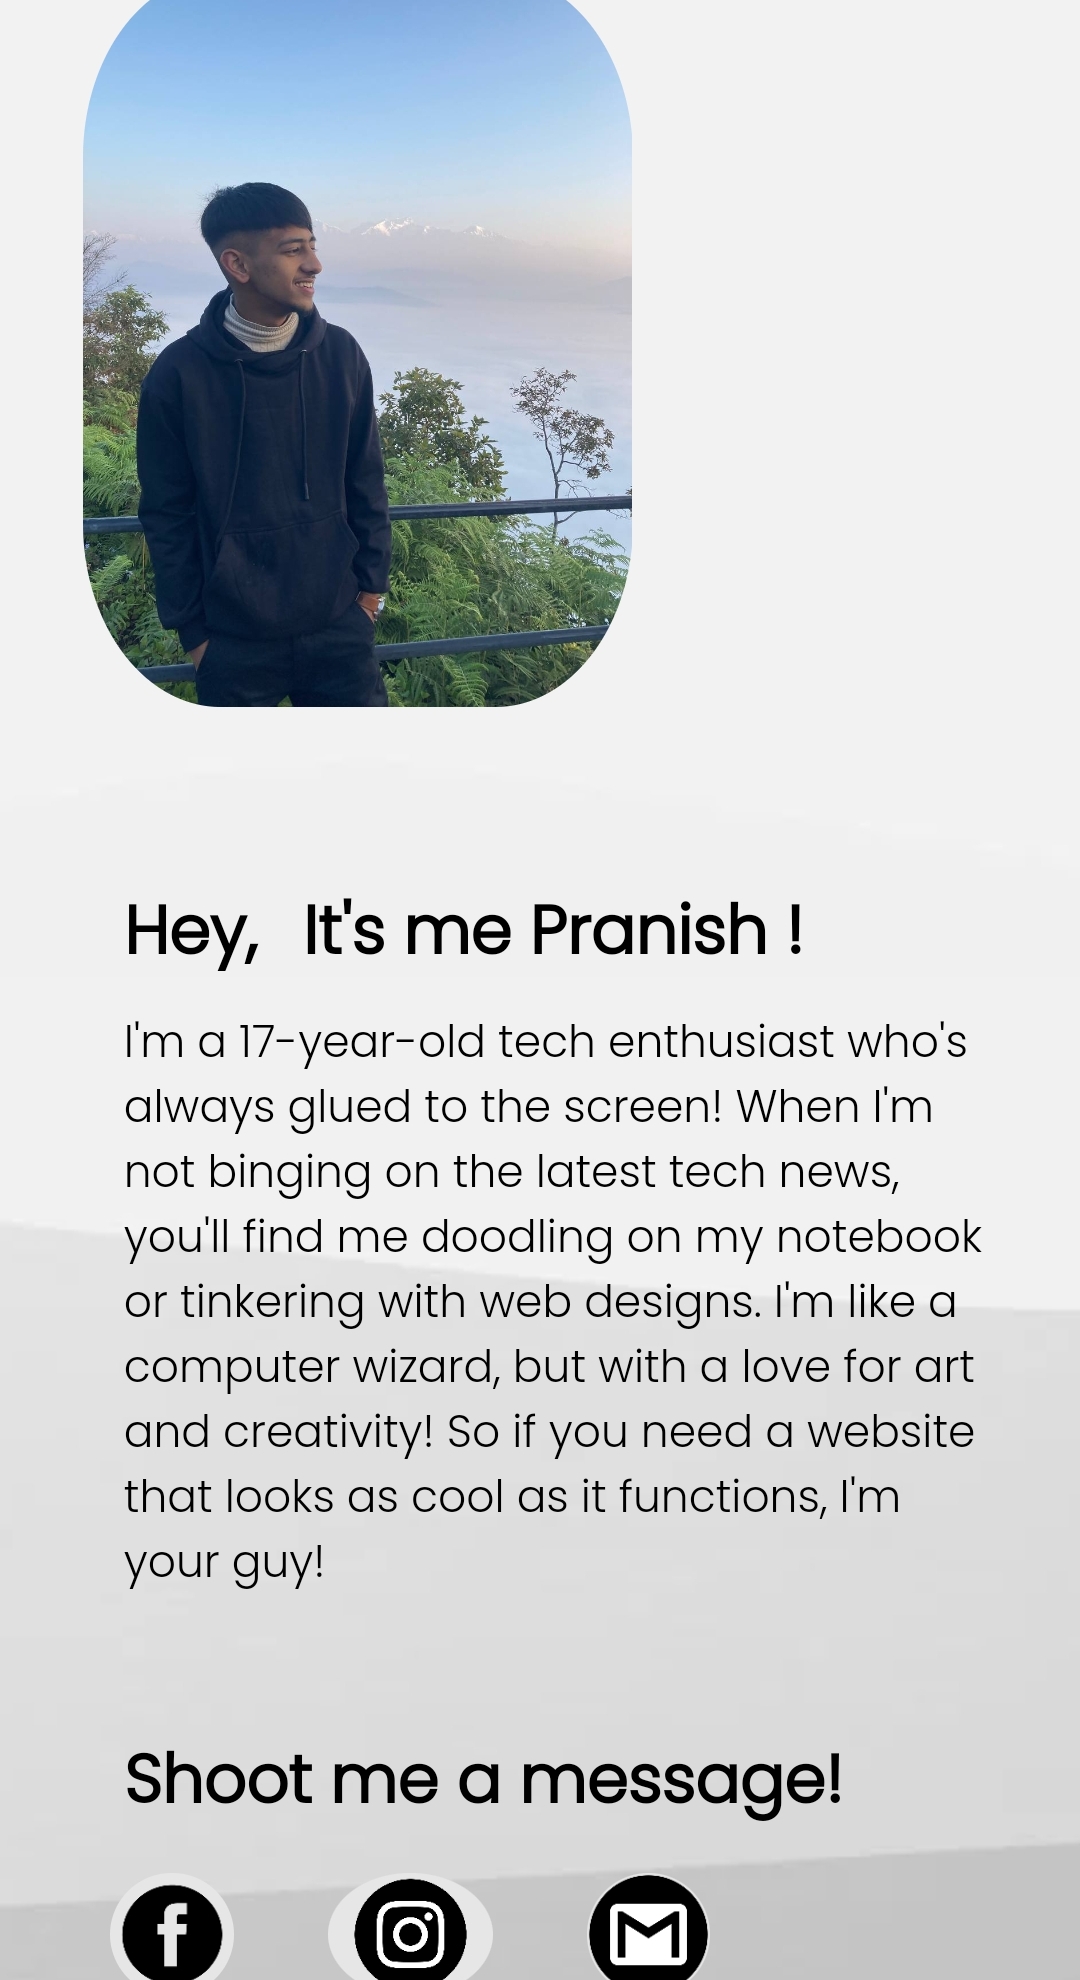 Hey, It's me Pranish !
I'm a 17-year-old tech enthusiast who's
always glued to the screen! When I'm
not binging on the latest tech news,
you'll find me doodling on my notebook
or tinkering with web designs. I'm like a
computer wizard, but with a love for art
and creativity! So if you need a website
that looks as cool as it functions, I'm
your guy!
Shoot me a message!